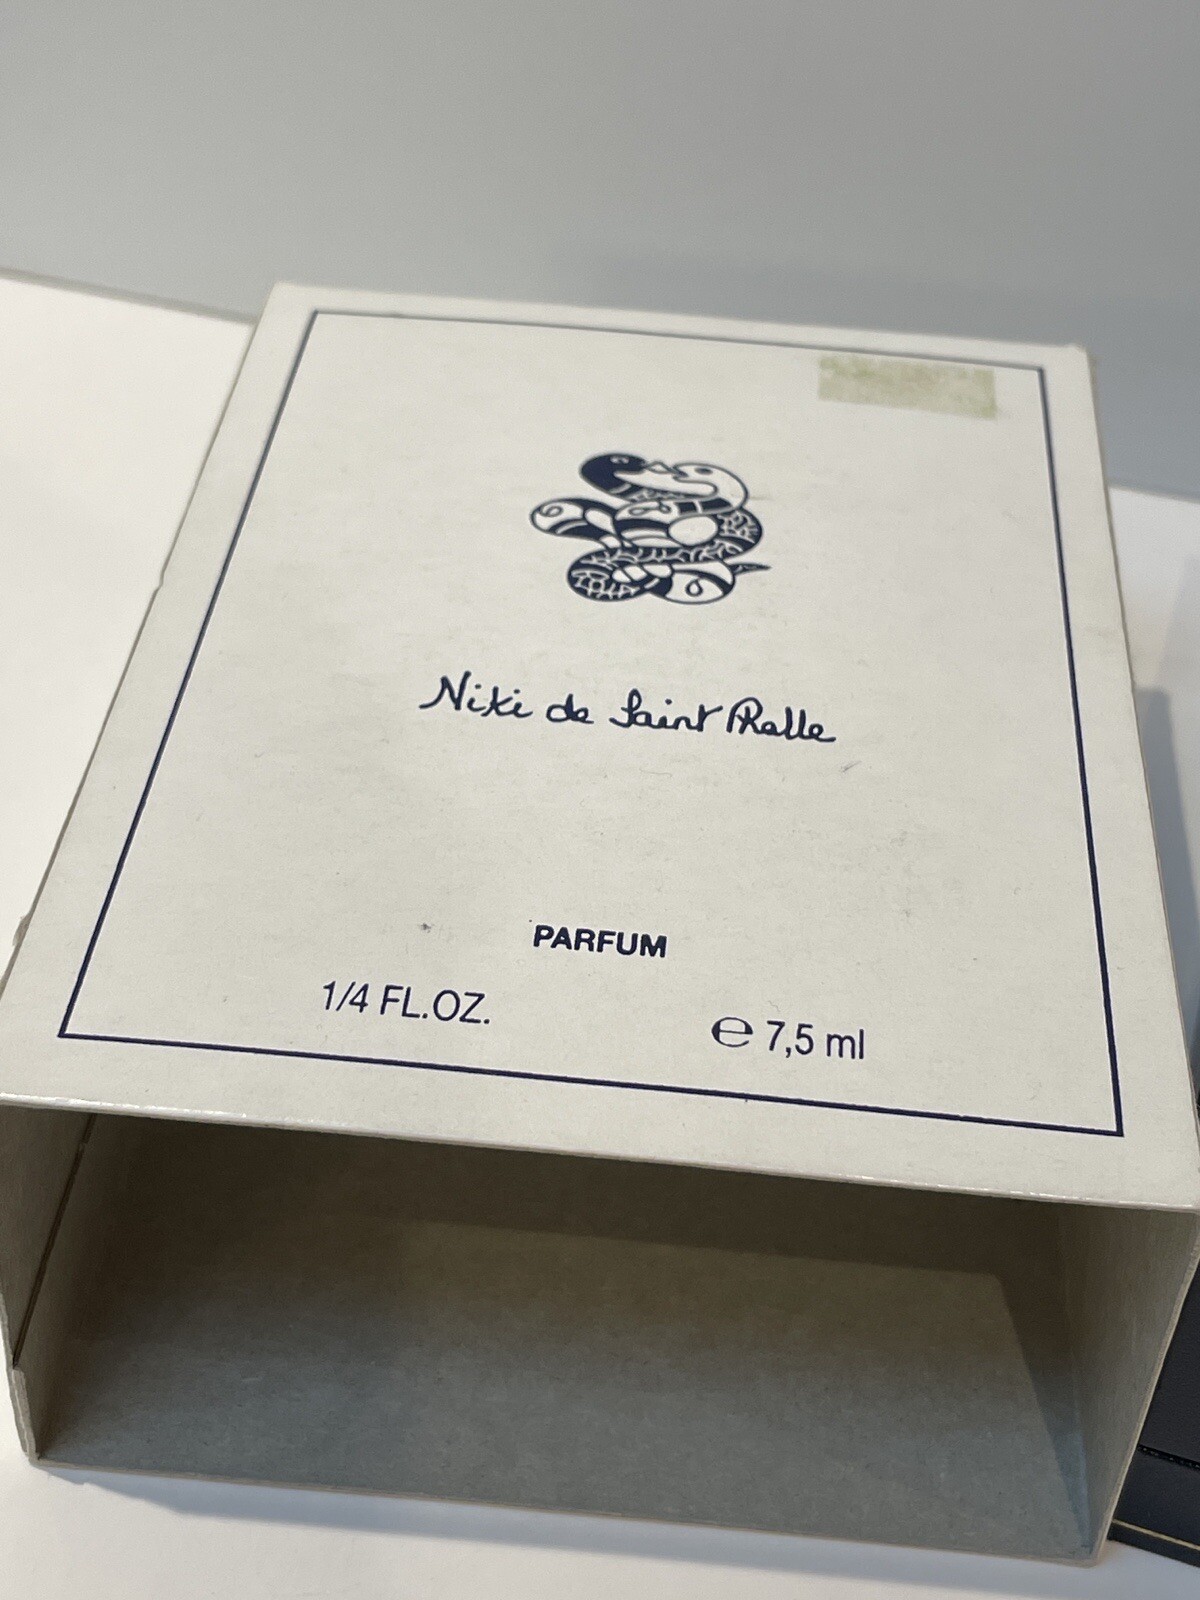 Niki de Saint Phalle
PARFUM
1/4 FL.OZ.
℮ 7,5 ml